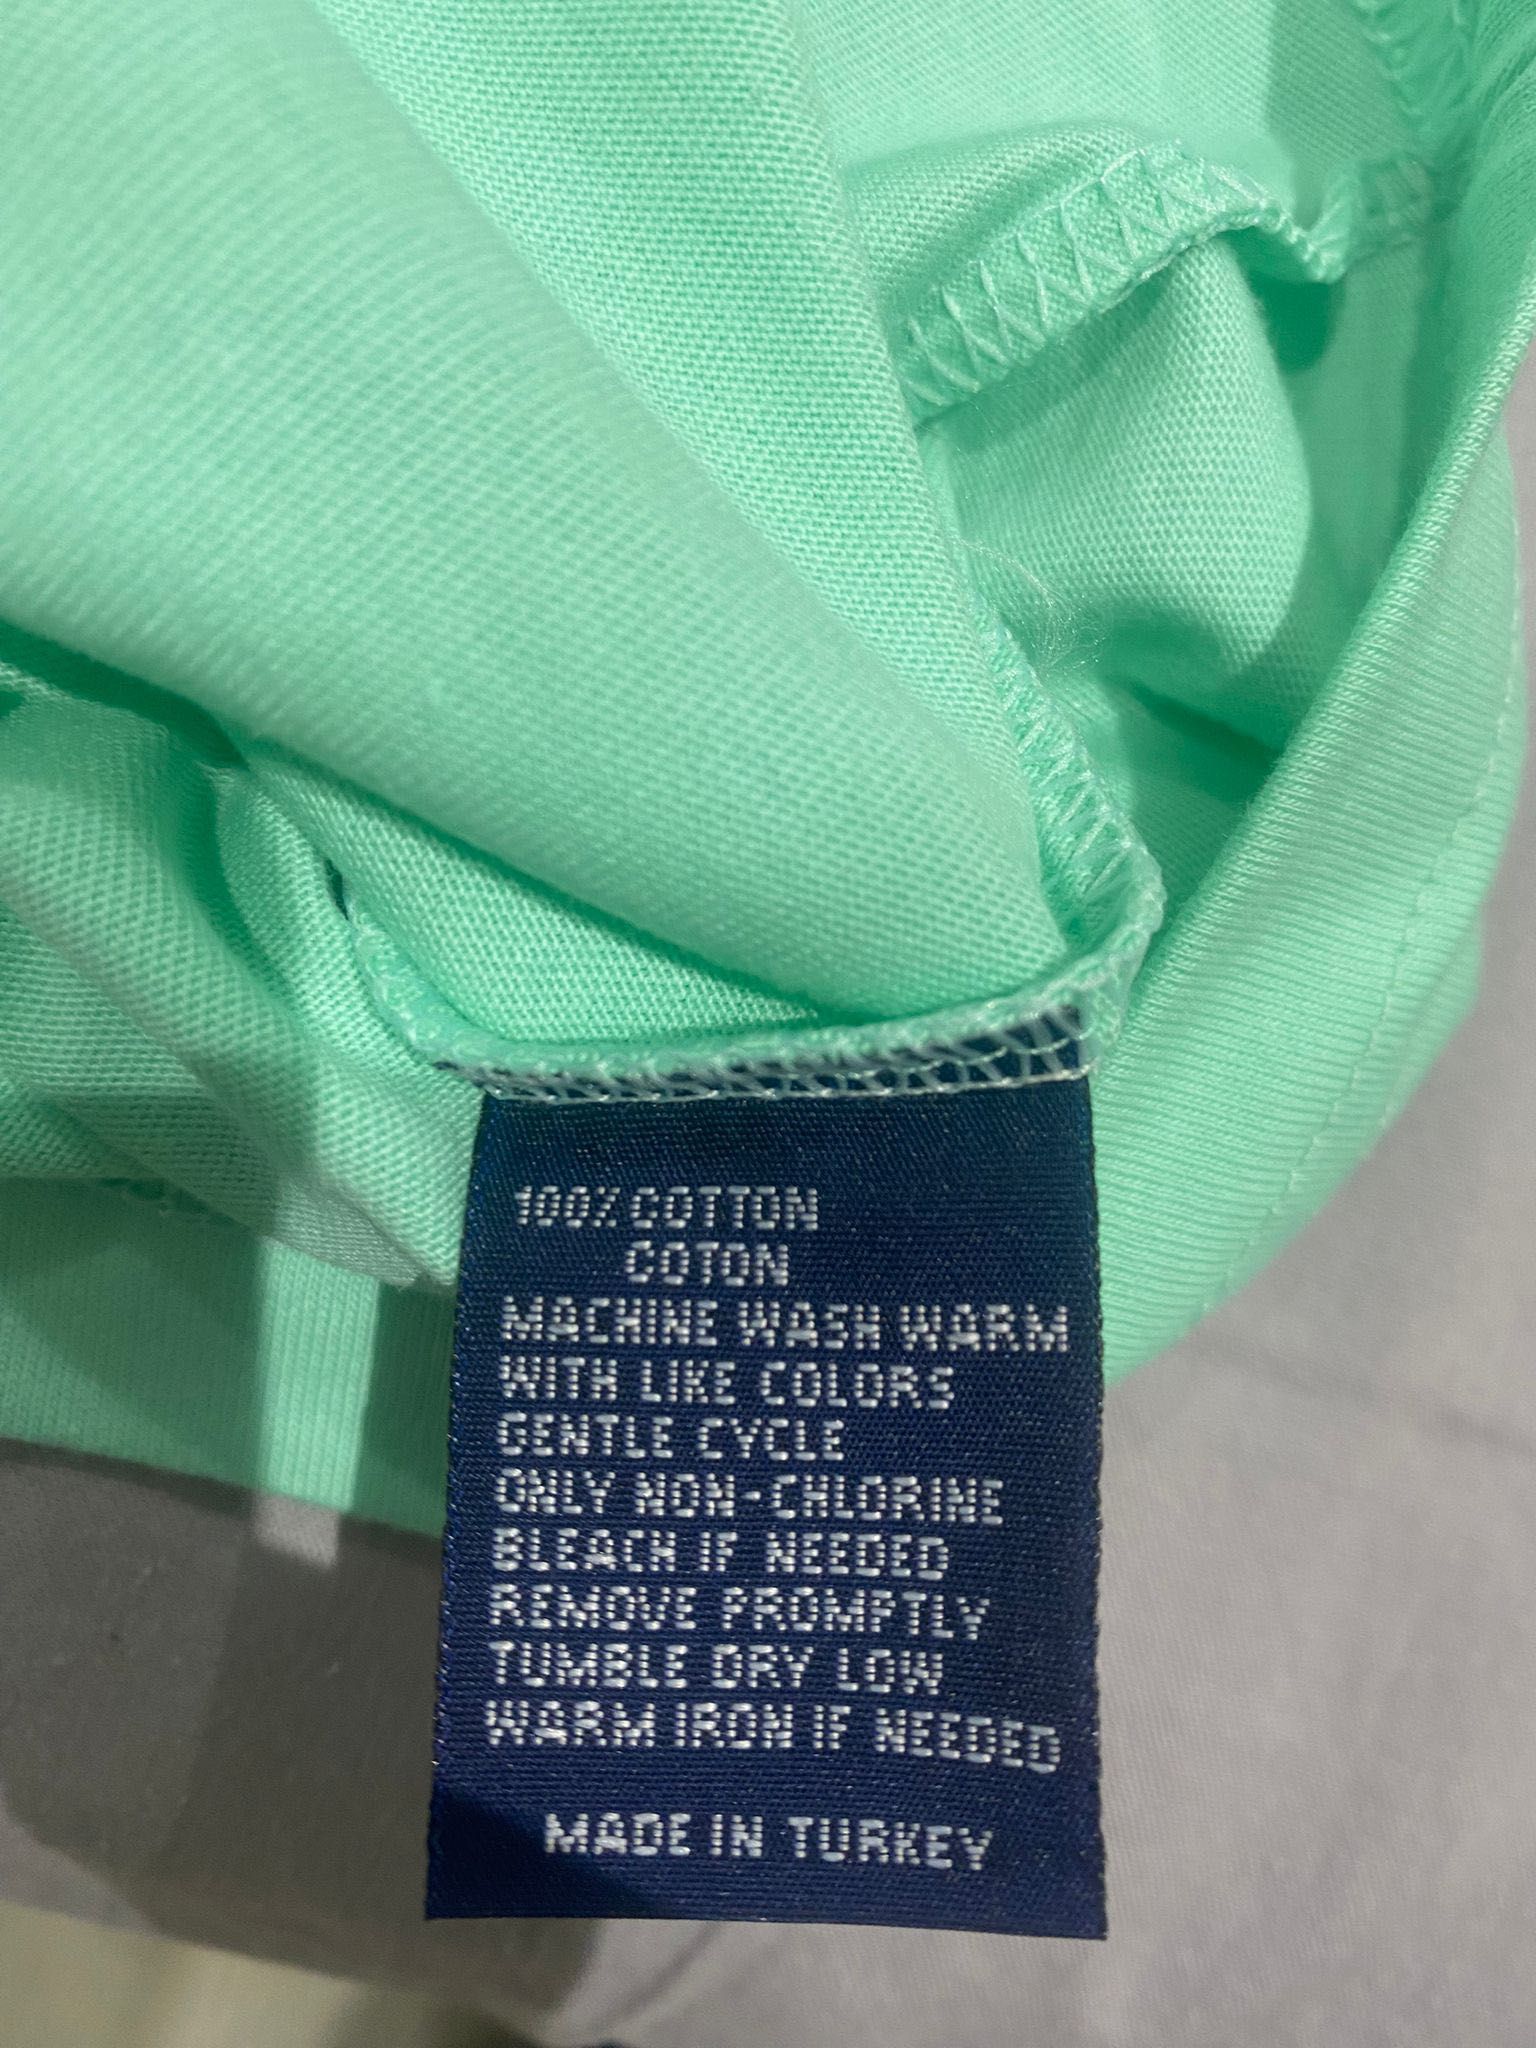 100% COTTON
COTON
MACHINE WASH WARM
WITH LIKE COLORS
GENTLE CYCLE
ONLY NON-CHLORINE
BLEACH IF NEEDED
REMOVE PROMPTLY
TUMBLE DRY LOW
WARM IRON IF NEEDED
MADE IN TURKEY